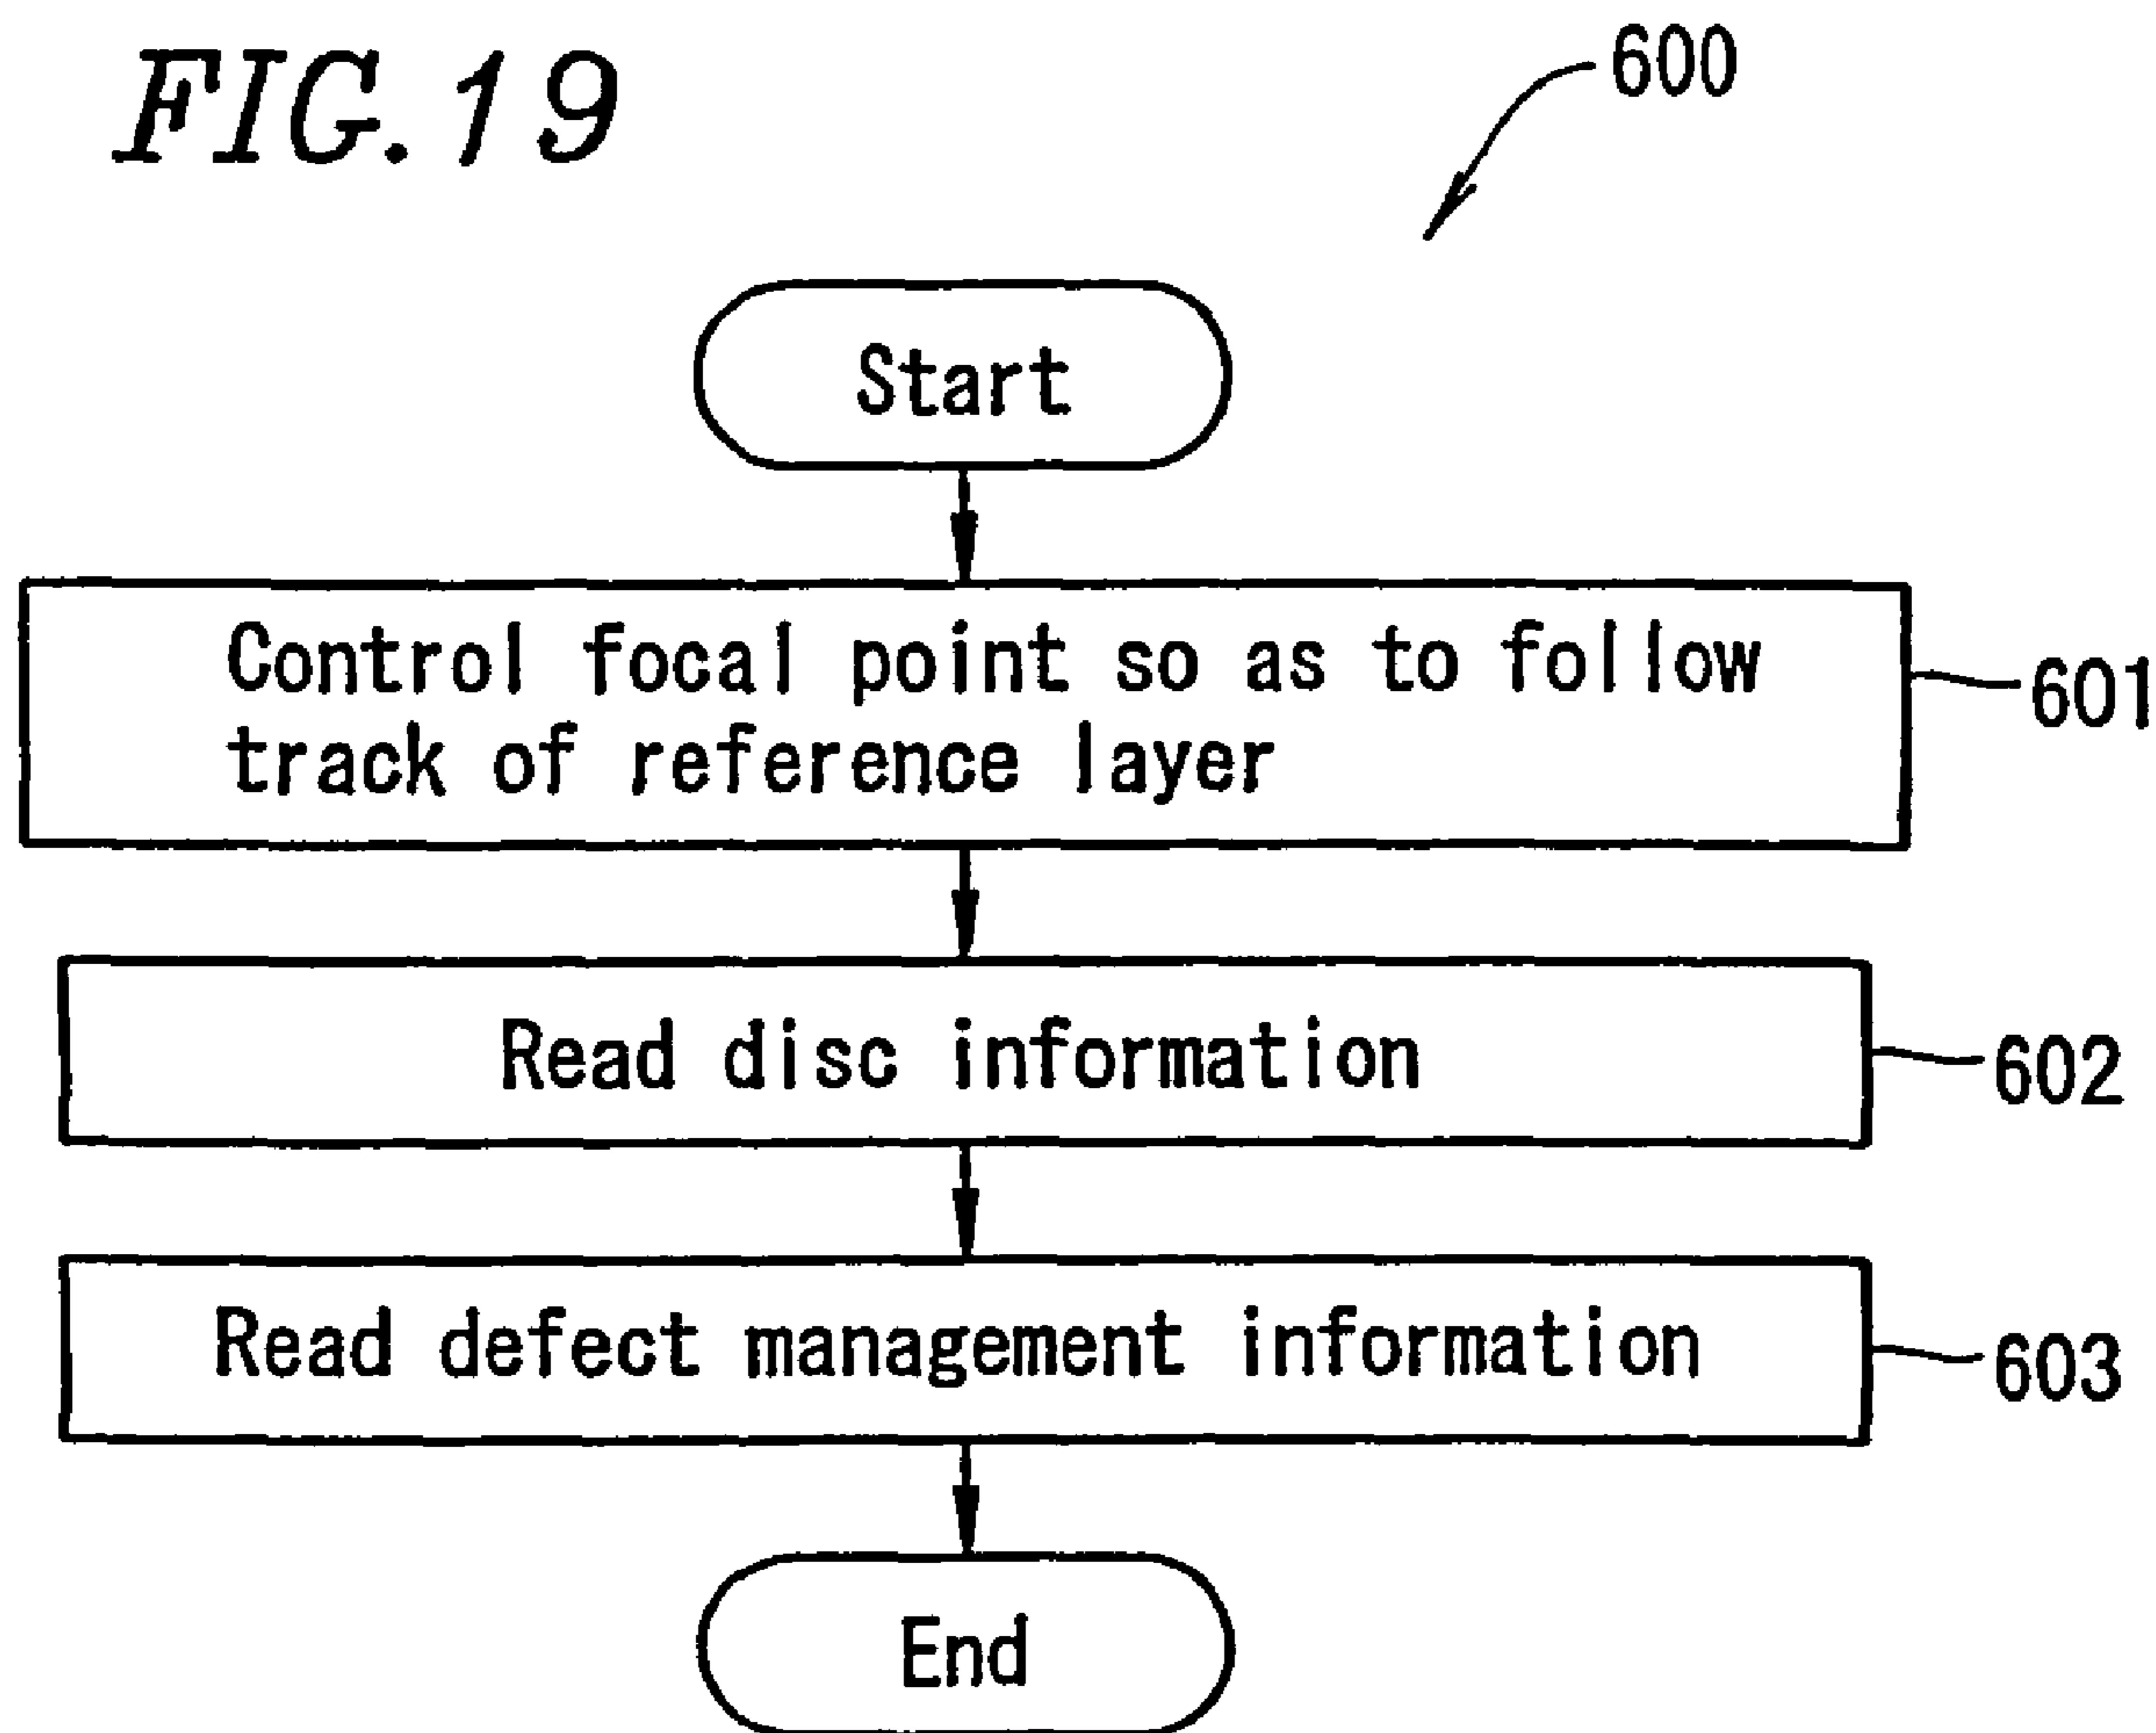 FIG.19
600
Start
Control focal point so as to follow
track of reference layer
601
Read disc information
602
Read defect management information
603
End